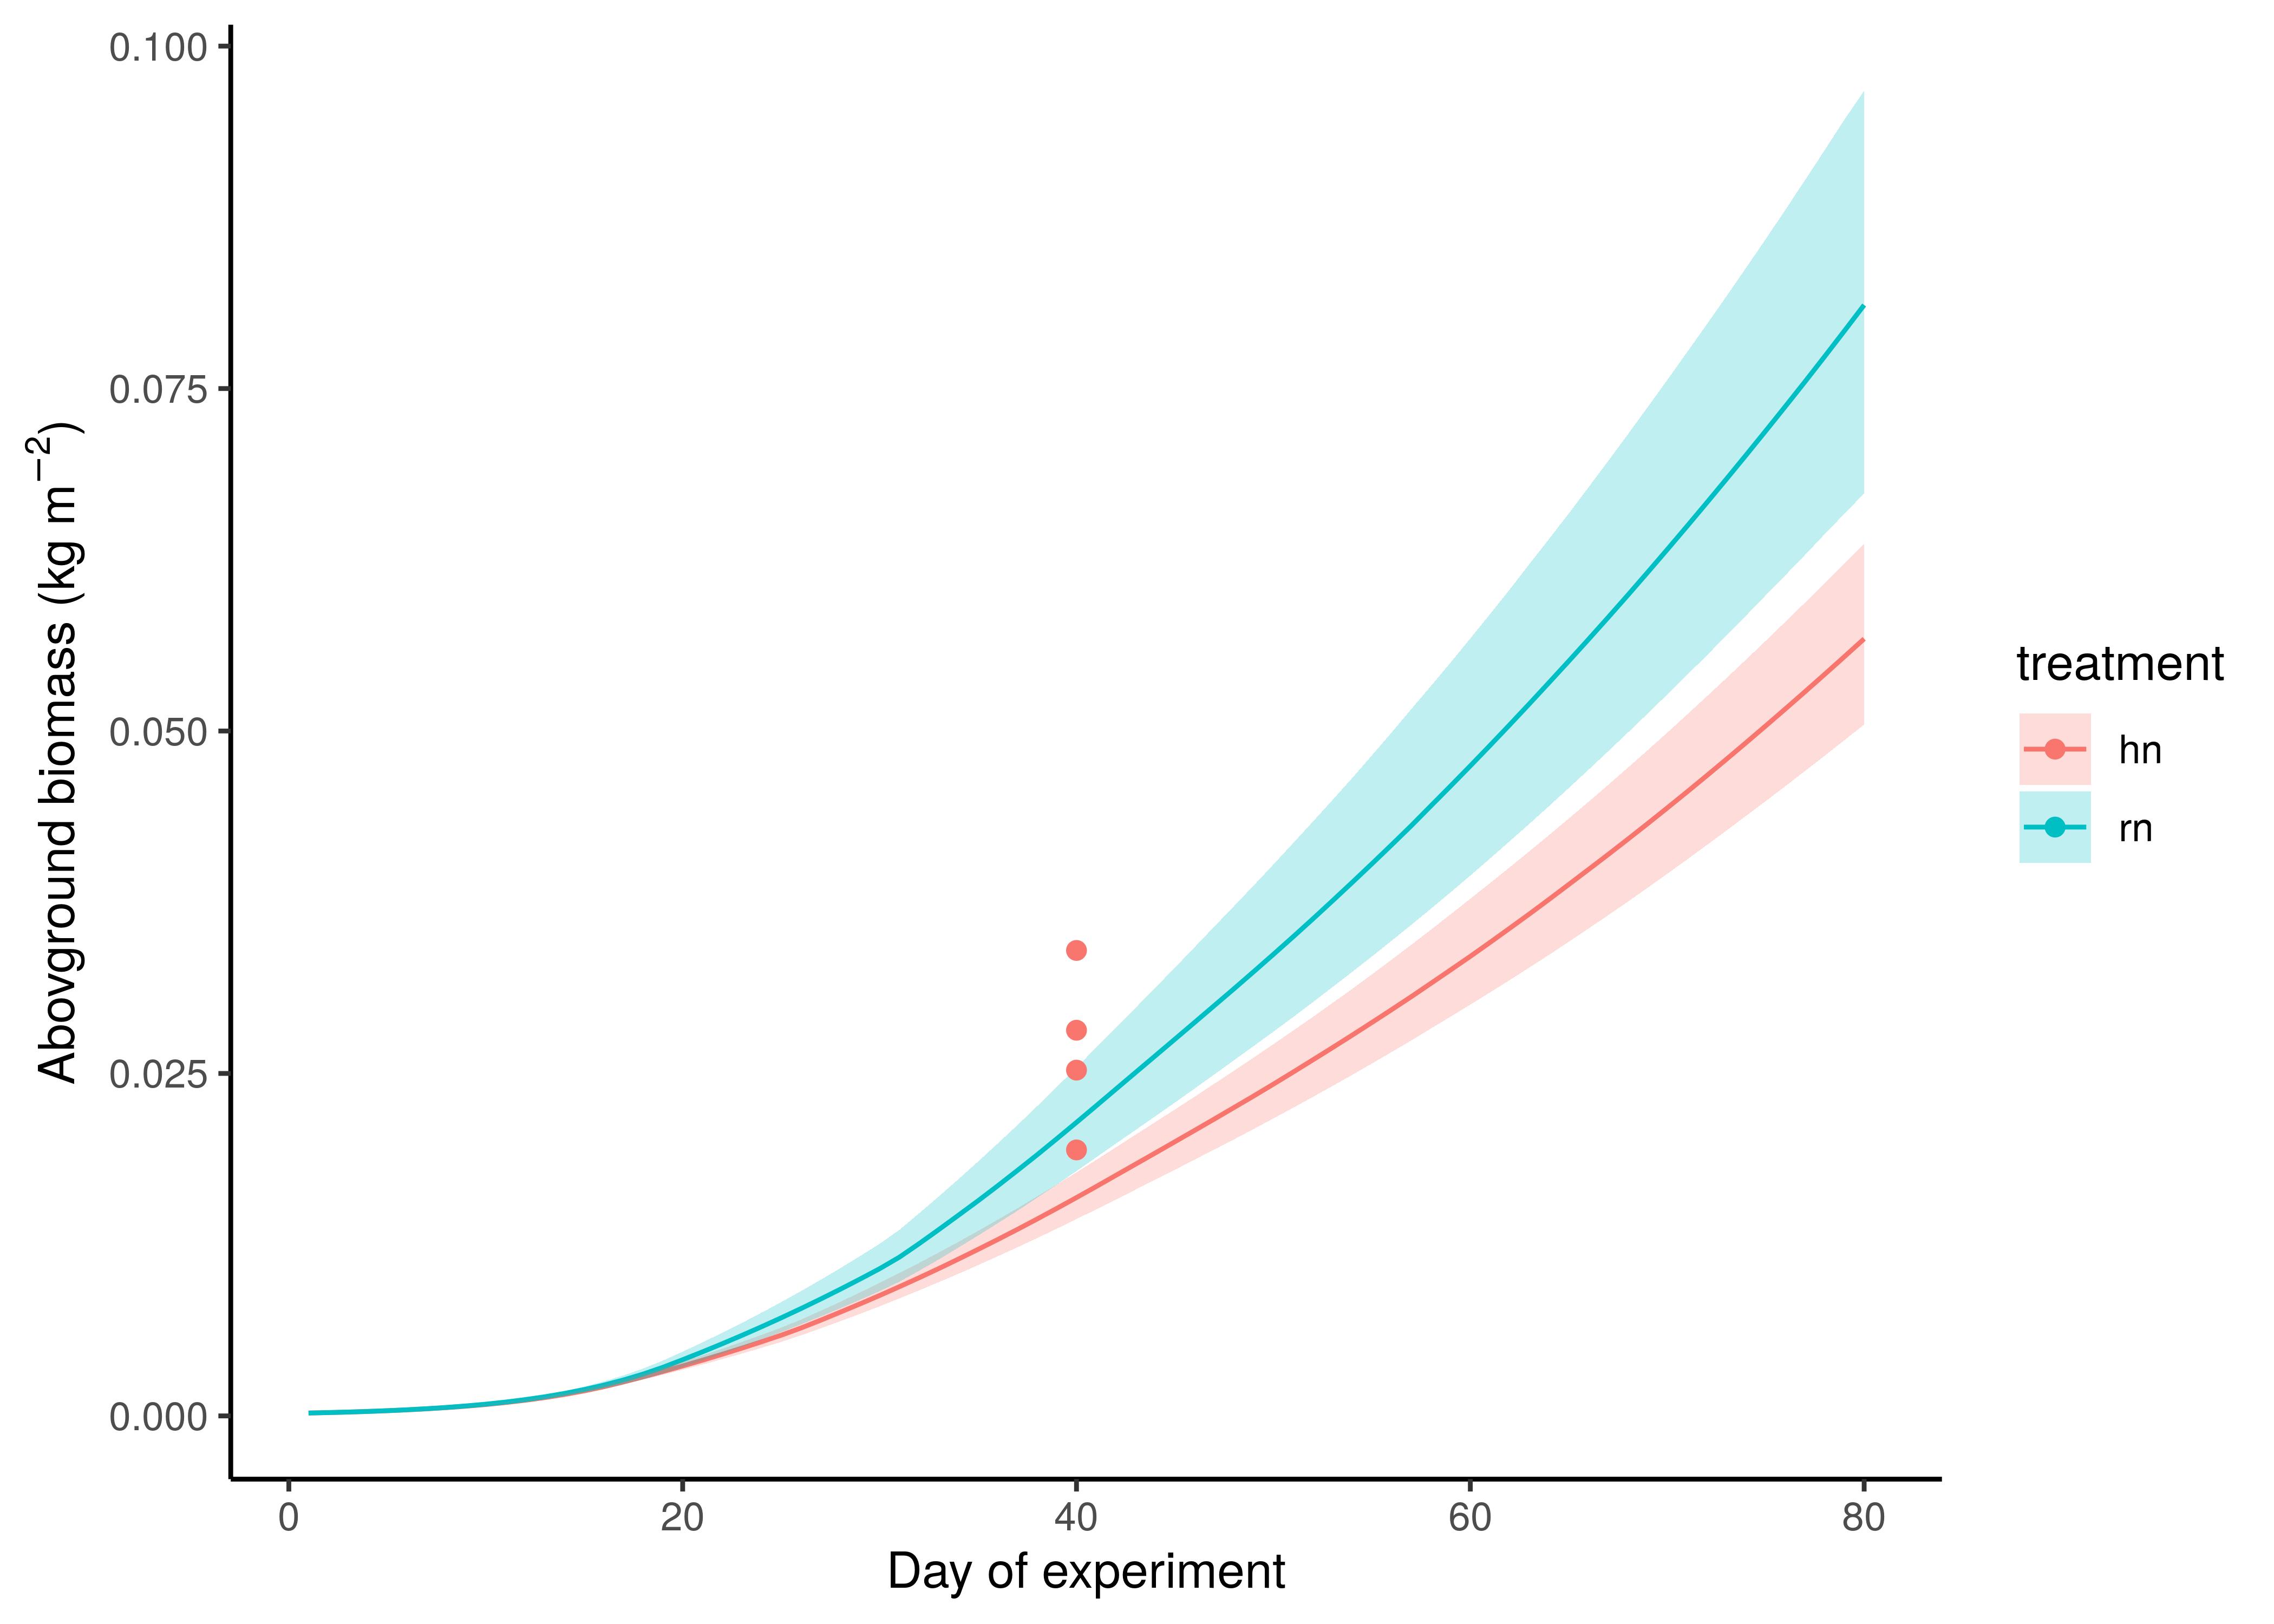 0.100
0.075
0.050
0.025
0.000
Abovground biomass (kg m⁻²)
0 20 40 60 80
Day of experiment
treatment
hn
rn